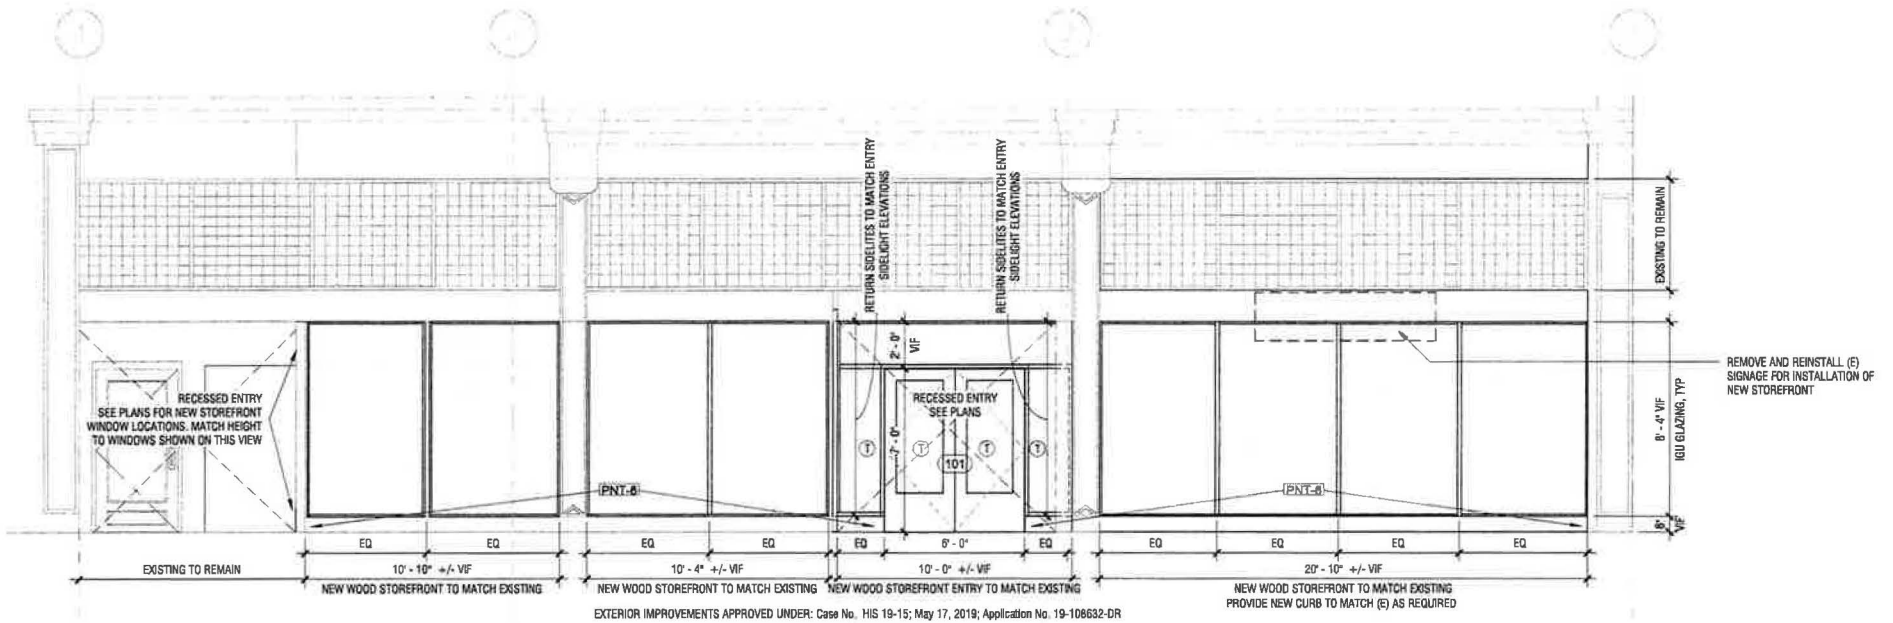 RETURN SIDELITES TO MATCH ENTRY
SIDELIGHT ELEVATIONS
RETURN SIDELITES TO MATCH ENTRY
SIDELIGHT ELEVATIONS
EXISTING TO REMAIN
2' - 0"
VIF
RECESSED ENTRY
SEE PLANS FOR NEW STOREFRONT
WINDOW LOCATIONS. MATCH HEIGHT
TO WINDOWS SHOWN ON THIS VIEW
RECESSED ENTRY
SEE PLANS
7' - 0"
T
T
T
T
101
REMOVE AND REINSTALL (E)
SIGNAGE FOR INSTALLATION OF
NEW STOREFRONT
8' - 4" VIF
IGU GLAZING, TYP
PNT-6
PNT-6
6"
VIF
EQ
EQ
EQ
EQ
EQ
6' - 0"
EQ
EQ
EQ
EQ
EQ
EXISTING TO REMAIN
10' - 10" +/- VIF
10' - 4" +/- VIF
10' - 0" +/- VIF
20' - 10" +/- VIF
NEW WOOD STOREFRONT TO MATCH EXISTING
NEW WOOD STOREFRONT TO MATCH EXISTING
NEW WOOD STOREFRONT ENTRY TO MATCH EXISTING
NEW WOOD STOREFRONT TO MATCH EXISTING
PROVIDE NEW CURB TO MATCH (E) AS REQUIRED
EXTERIOR IMPROVEMENTS APPROVED UNDER: Case No. HIS 19-15; May 17, 2019; Application No. 19-108632-DR